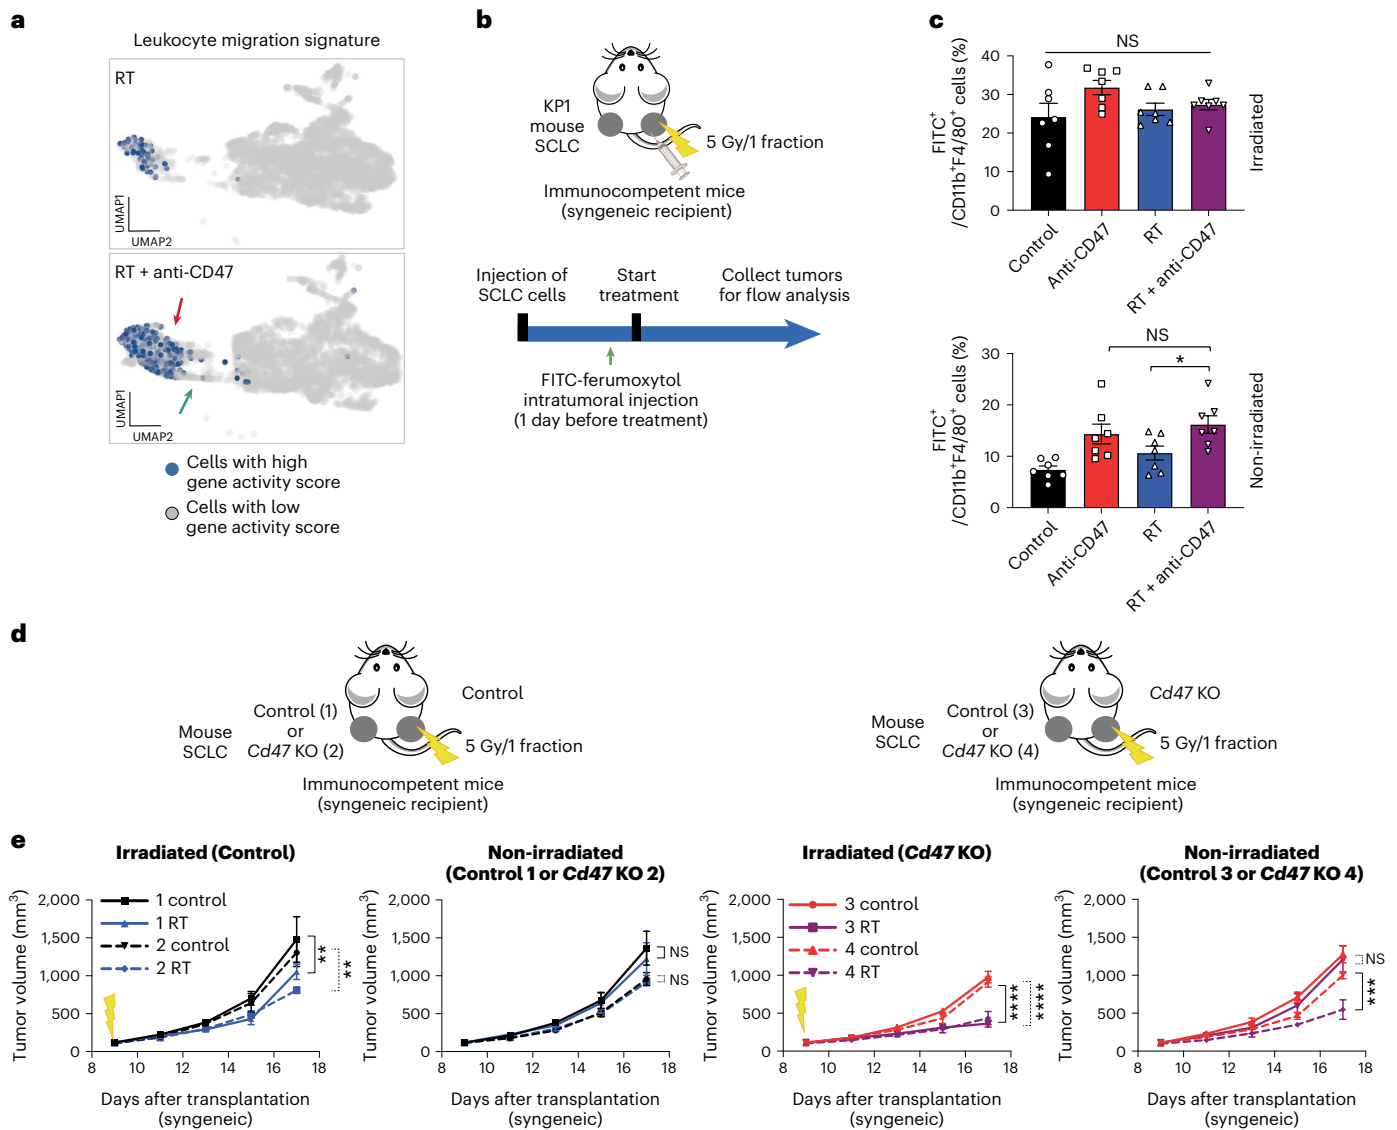 a
Leukocyte migration signature
RT
UMAP1
UMAP2
RT + anti-CD47
UMAP1
UMAP2
Cells with high
gene activity score
Cells with low
gene activity score
b
KP1
mouse
SCLC
5 Gy/1 fraction
Immunocompetent mice
(syngeneic recipient)
Injection of
SCLC cells
Start
treatment
Collect tumors
for flow analysis
FITC-ferumoxytol
intratumoral injection
(1 day before treatment)
c
NS
FITC+
/CD11b+F4/80+ cells (%)
40
30
20
10
0
Control
Anti-CD47
RT
RT + anti-CD47
Irradiated
NS
*
FITC+
/CD11b+F4/80+ cells (%)
30
20
10
0
Control
Anti-CD47
RT
RT + anti-CD47
Non-irradiated
d
Control
Control (1)
or
Cd47 KO (2)
Mouse
SCLC
5 Gy/1 fraction
Immunocompetent mice
(syngeneic recipient)
Cd47 KO
Control (3)
or
Cd47 KO (4)
Mouse
SCLC
5 Gy/1 fraction
Immunocompetent mice
(syngeneic recipient)
e
Irradiated (Control)
Tumor volume (mm3)
2,000
1,500
1,000
500
0
1 control
1 RT
2 control
2 RT
**
**
8 10 12 14 16 18
Days after transplantation
(syngeneic)
Non-irradiated
(Control 1 or Cd47 KO 2)
Tumor volume (mm3)
2,000
1,500
1,000
500
0
NS
NS
8 10 12 14 16 18
Days after transplantation
(syngeneic)
Irradiated (Cd47 KO)
Tumor volume (mm3)
2,000
1,500
1,000
500
0
3 control
3 RT
4 control
4 RT
****
****
8 10 12 14 16 18
Days after transplantation
(syngeneic)
Non-irradiated
(Control 3 or Cd47 KO 4)
Tumor volume (mm3)
2,000
1,500
1,000
500
0
NS
***
8 10 12 14 16 18
Days after transplantation
(syngeneic)